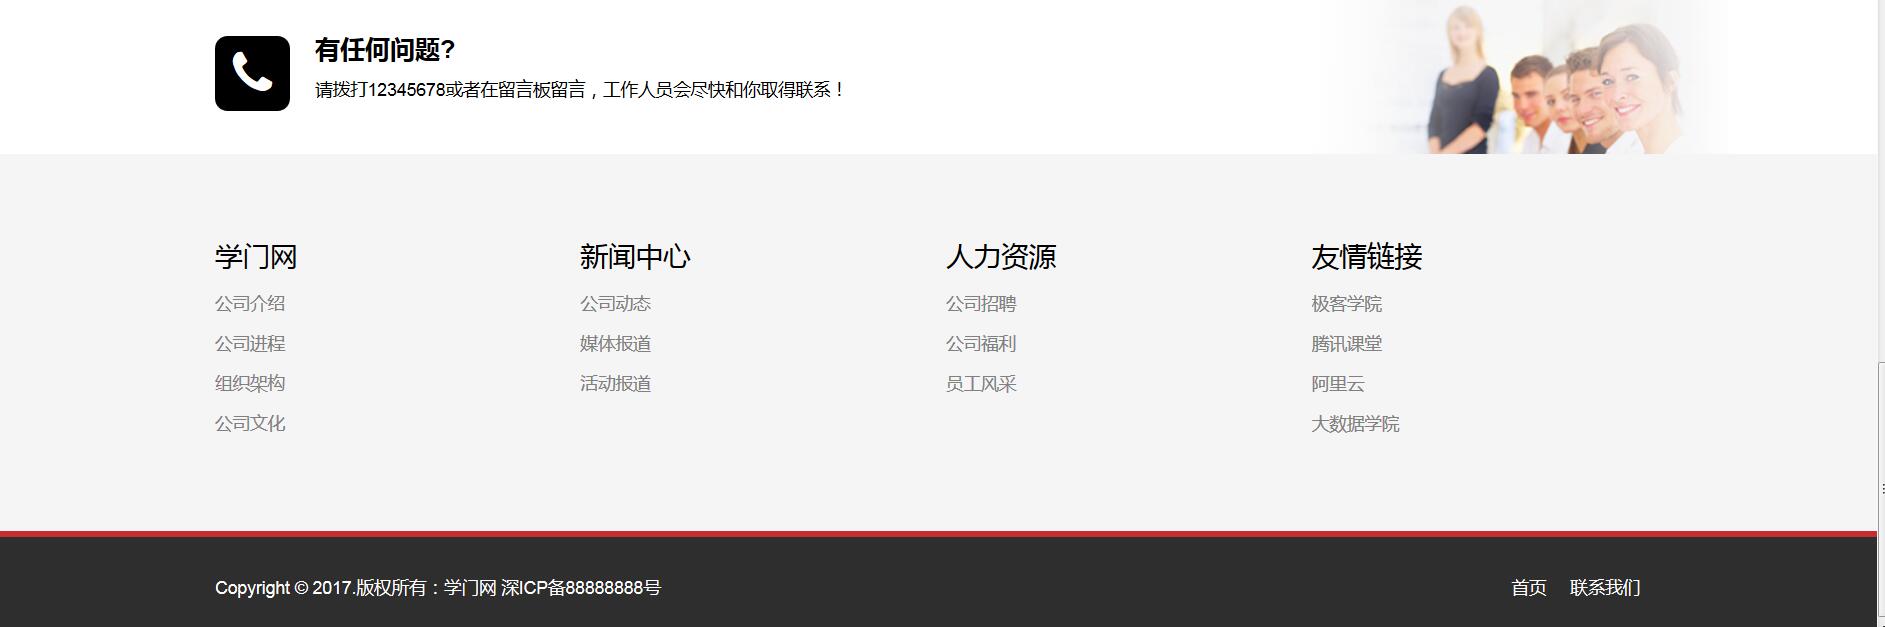 有任何问题?
请拨打12345678或者在留言板留言，工作人员会尽快和你取得联系！
学门网
公司介绍
公司进程
组织架构
公司文化
新闻中心
公司动态
媒体报道
活动报道
人力资源
公司招聘
公司福利
员工风采
友情链接
极客学院
腾讯课堂
阿里云
大数据学院
Copyright © 2017.版权所有：学门网 深ICP备88888888号
首页 联系我们